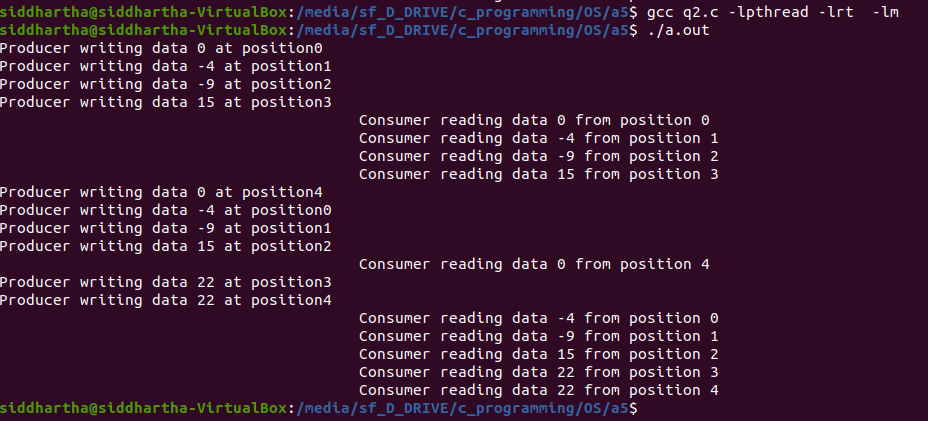 siddhartha@siddhartha-VirtualBox:/media/sf_D_DRIVE/c_programming/OS/a5$ gcc q2.c -lpthread -lrt  -lm
siddhartha@siddhartha-VirtualBox:/media/sf_D_DRIVE/c_programming/OS/a5$ ./a.out
Producer writing data 0 at position0
Producer writing data -4 at position1
Producer writing data -9 at position2
Producer writing data 15 at position3
Consumer reading data 0 from position 0
Consumer reading data -4 from position 1
Consumer reading data -9 from position 2
Consumer reading data 15 from position 3
Producer writing data 0 at position4
Producer writing data -4 at position0
Producer writing data -9 at position1
Producer writing data 15 at position2
Consumer reading data 0 from position 4
Producer writing data 22 at position3
Producer writing data 22 at position4
Consumer reading data -4 from position 0
Consumer reading data -9 from position 1
Consumer reading data 15 from position 2
Consumer reading data 22 from position 3
Consumer reading data 22 from position 4
siddhartha@siddhartha-VirtualBox:/media/sf_D_DRIVE/c_programming/OS/a5$